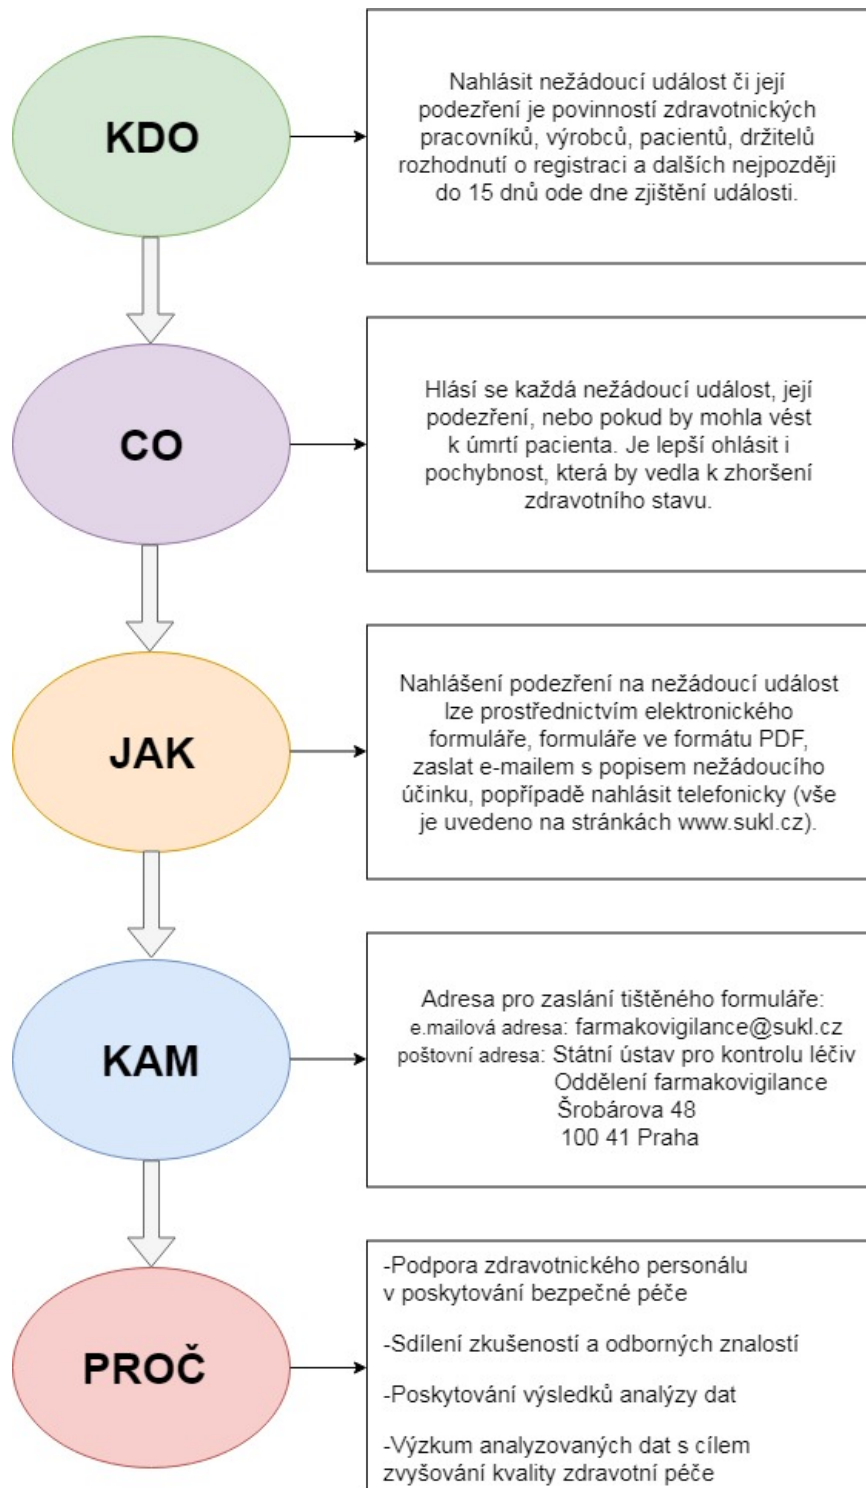 KDO
Nahlásit nežádoucí událost či její
podezření je povinností zdravotnických
pracovníků, výrobců, pacientů, držitelů
rozhodnutí o registraci a dalších nejpozději
do 15 dnů ode dne zjištění události.
CO
Hlásí se každá nežádoucí událost, její
podezření, nebo pokud by mohla vést
k úmrtí pacienta. Je lepší ohlásit i
pochybnost, která by vedla k zhoršení
zdravotního stavu.
JAK
Nahlášení podezření na nežádoucí událost
lze prostřednictvím elektronického
formuláře, formuláře ve formátu PDF,
zaslat e-mailem s popisem nežádoucího
účinku, popřípadě nahlásit telefonicky (vše
je uvedeno na stránkách www.sukl.cz).
KAM
Adresa pro zaslání tištěného formuláře:
e.mailová adresa: farmakovigilance@sukl.cz
poštovní adresa: Státní ústav pro kontrolu léčiv
Oddělení farmakovigilance
Šrobárova 48
100 41 Praha
PROČ
-Podpora zdravotnického personálu
v poskytování bezpečné péče
-Sdílení zkušeností a odborných znalostí
-Poskytování výsledků analýzy dat
-Výzkum analyzovaných dat s cílem
zvyšování kvality zdravotní péče